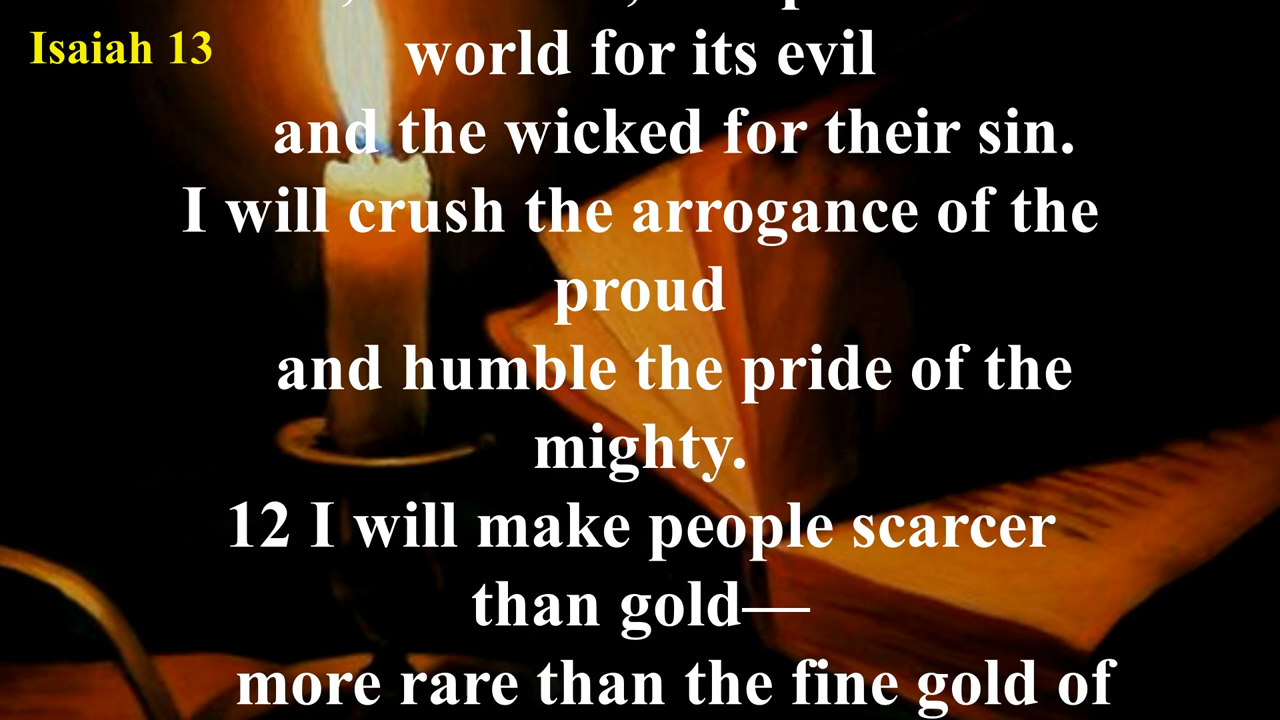 Isaiah 13
world for its evil
and the wicked for their sin.
I will crush the arrogance of the
proud
and humble the pride of the
mighty.
12 I will make people scarcer
than gold—
more rare than the fine gold of